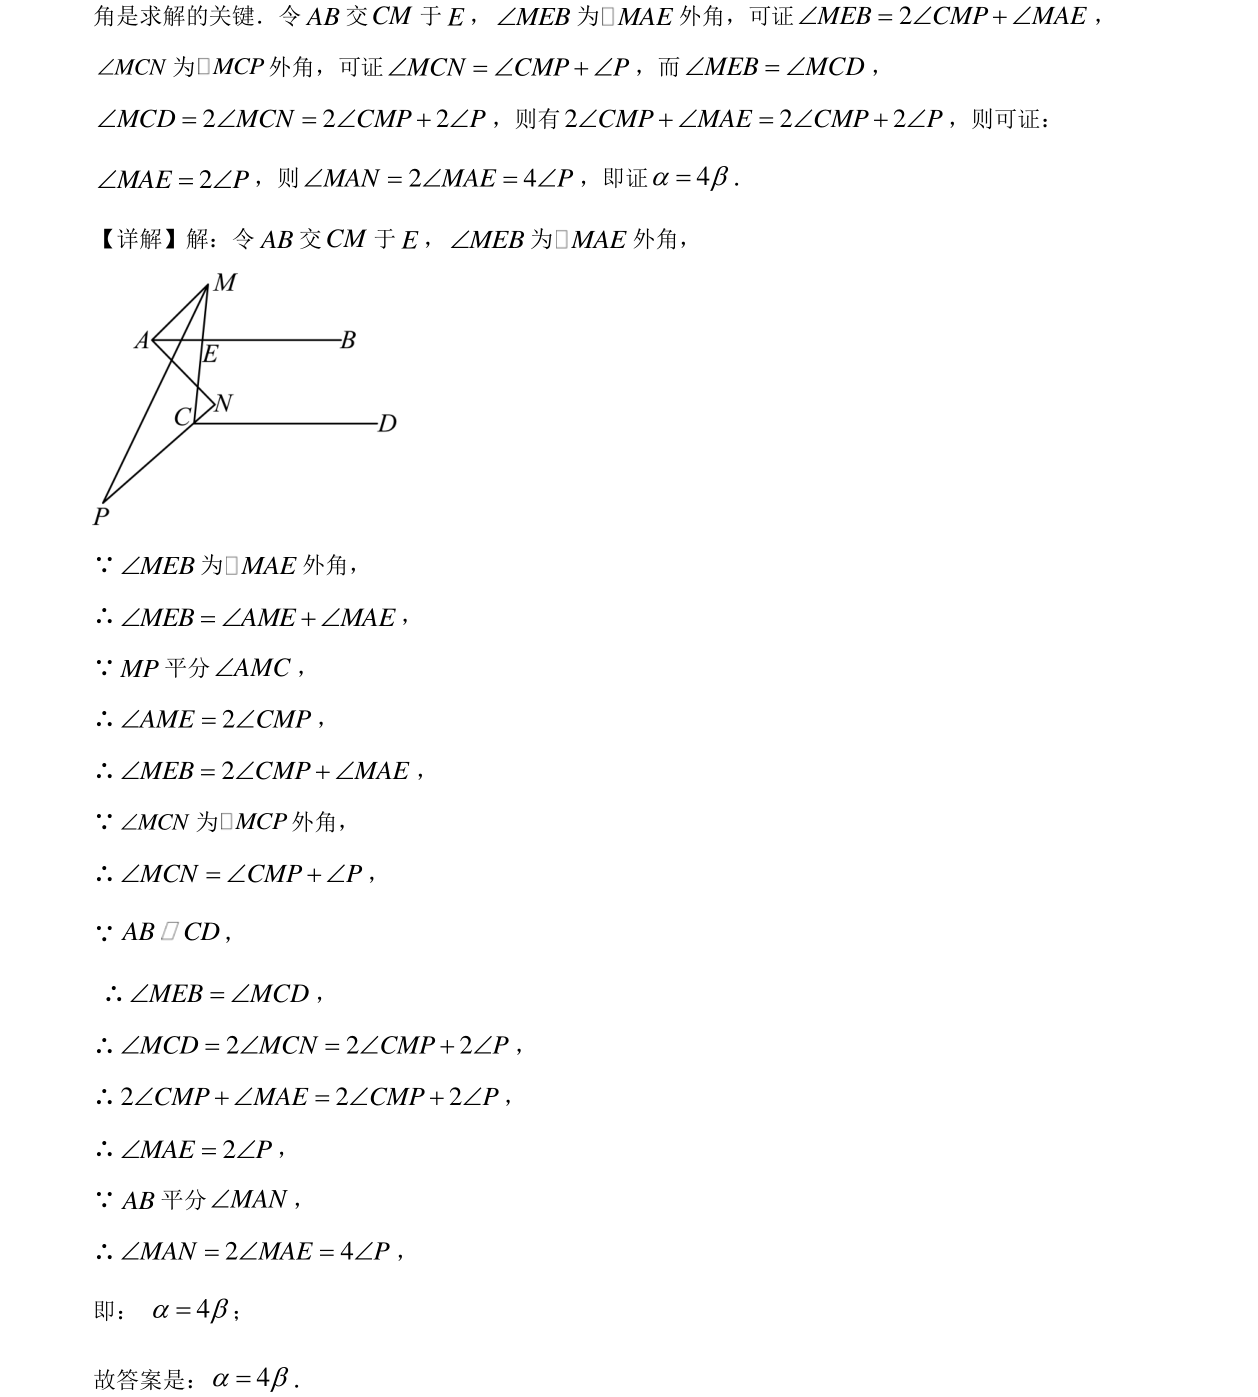 角是求解的关键．令 AB 交 CM 于 E，∠MEB 为□MAE 外角，可证∠MEB = 2∠CMP + ∠MAE，
∠MCN 为□MCP 外角，可证∠MCN = ∠CMP + ∠P，而∠MEB = ∠MCD，
∠MCD = 2∠MCN = 2∠CMP + 2∠P，则有 2∠CMP + ∠MAE = 2∠CMP + 2∠P，则可证：
∠MAE = 2∠P，则∠MAN = 2∠MAE = 4∠P，即证 α = 4β．
【详解】解：令 AB 交 CM 于 E，∠MEB 为□MAE 外角，
M
A
B
E
N
C
D
P
∵ ∠MEB 为□MAE 外角，
∴ ∠MEB = ∠AME + ∠MAE，
∵ MP 平分∠AMC，
∴ ∠AME = 2∠CMP，
∴ ∠MEB = 2∠CMP + ∠MAE，
∵ ∠MCN 为□MCP 外角，
∴ ∠MCN = ∠CMP + ∠P，
∵ AB □ CD，
∴ ∠MEB = ∠MCD，
∴ ∠MCD = 2∠MCN = 2∠CMP + 2∠P，
∴ 2∠CMP + ∠MAE = 2∠CMP + 2∠P，
∴ ∠MAE = 2∠P，
∵ AB 平分∠MAN，
∴ ∠MAN = 2∠MAE = 4∠P，
即： α = 4β；
故答案是：α = 4β．